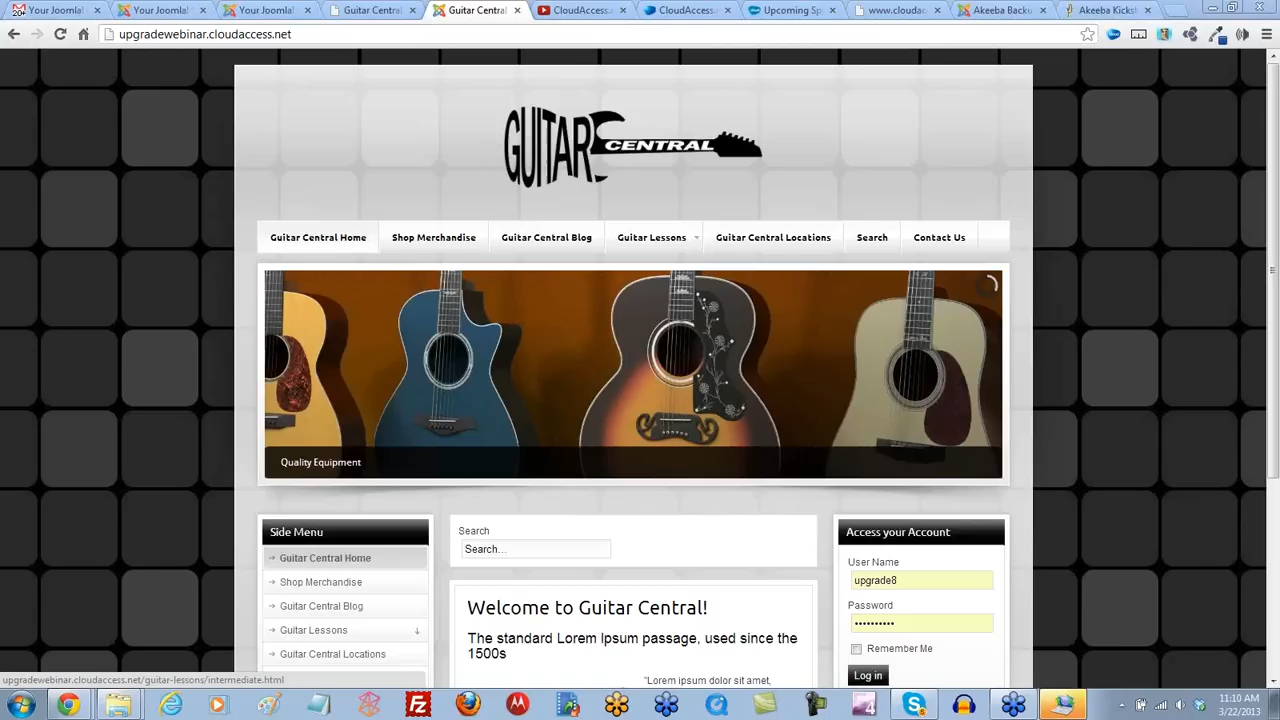 Your Joomla!
Your Joomla!
Your Joomla!
Guitar Central
Guitar Central
CloudAccess.
CloudAccess.
Upcoming Sp
www.cloudac
Akeeba Backu
Akeeba Kickst
upgradewebinar.cloudaccess.net
GUITAR CENTRAL
Guitar Central Home
Shop Merchandise
Guitar Central Blog
Guitar Lessons
Guitar Central Locations
Search
Contact Us
Quality Equipment
Side Menu
Guitar Central Home
Shop Merchandise
Guitar Central Blog
Guitar Lessons
Guitar Central Locations
Search
Search...
Welcome to Guitar Central!
The standard Lorem Ipsum passage, used since the
1500s
"Lorem ipsum dolor sit amet,
Access your Account
User Name
upgrade8
Password
••••••••••
Remember Me
Log in
upgradewebinar.cloudaccess.net/guitar-lessons/intermediate.html
11:10 AM
3/22/2013